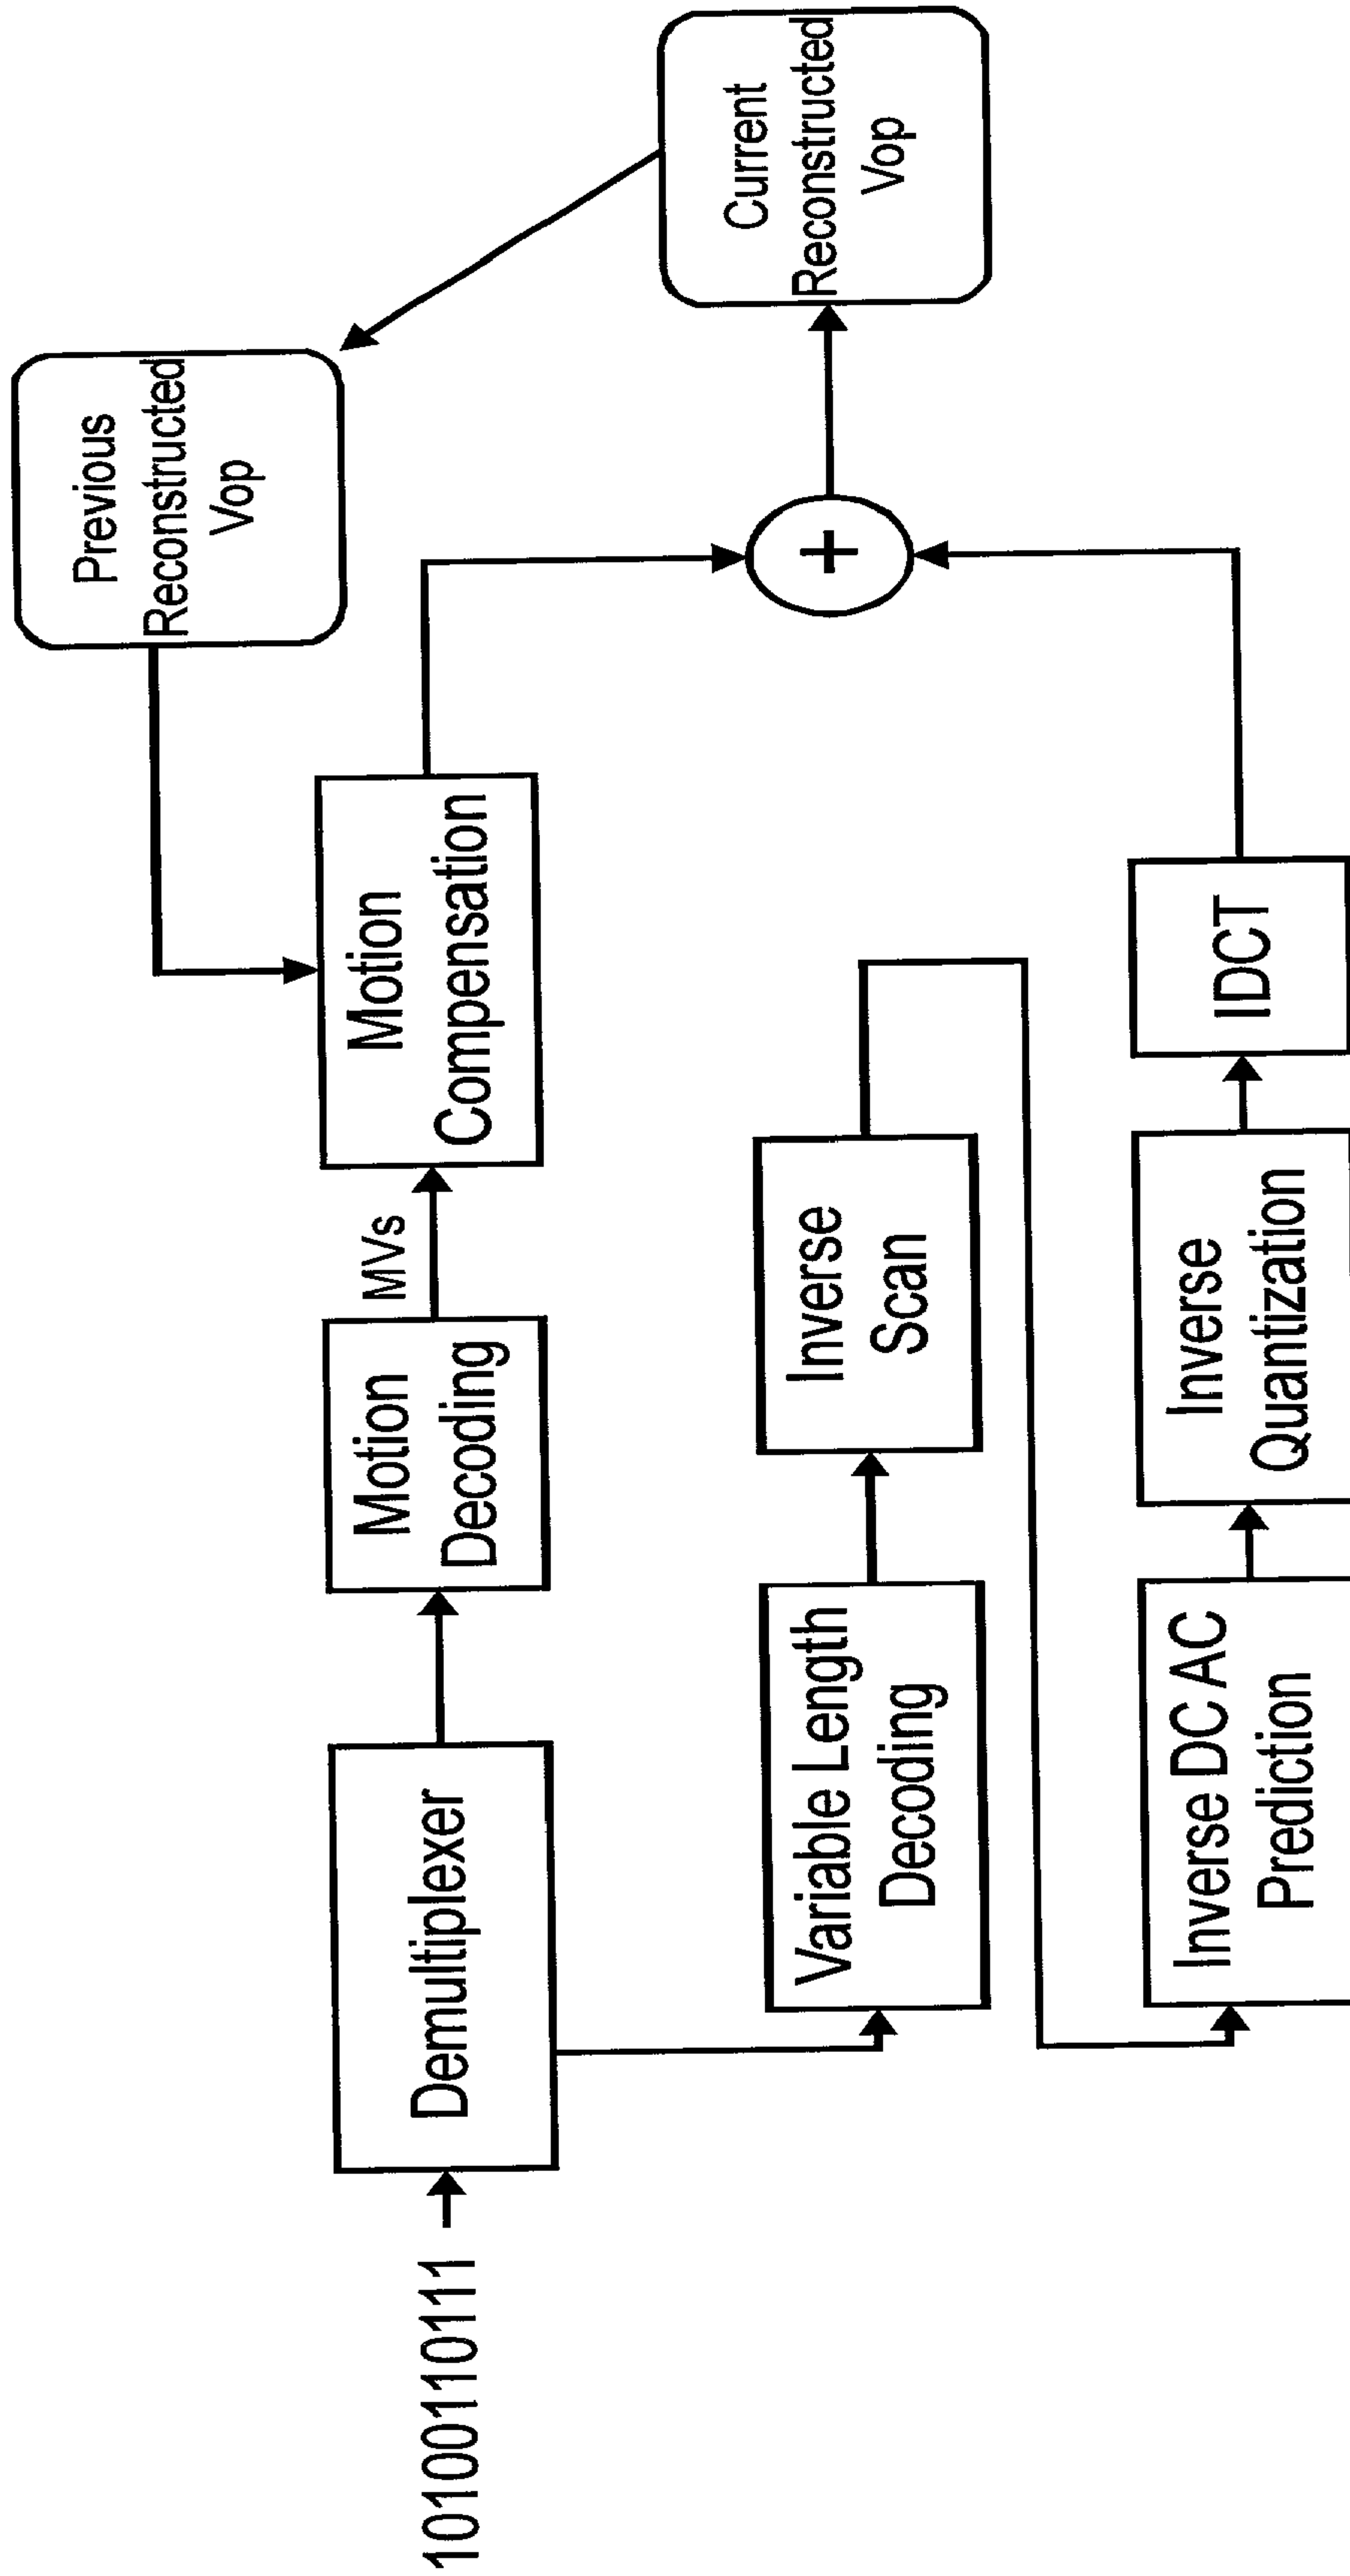 1010011010111
Demultiplexer
Motion
Decoding
MVs
Motion
Compensation
Previous
Reconstructed
Vop
Variable Length
Decoding
Inverse
Scan
+
Current
Reconstructed
Vop
Inverse DC AC
Prediction
Inverse
Quantization
IDCT